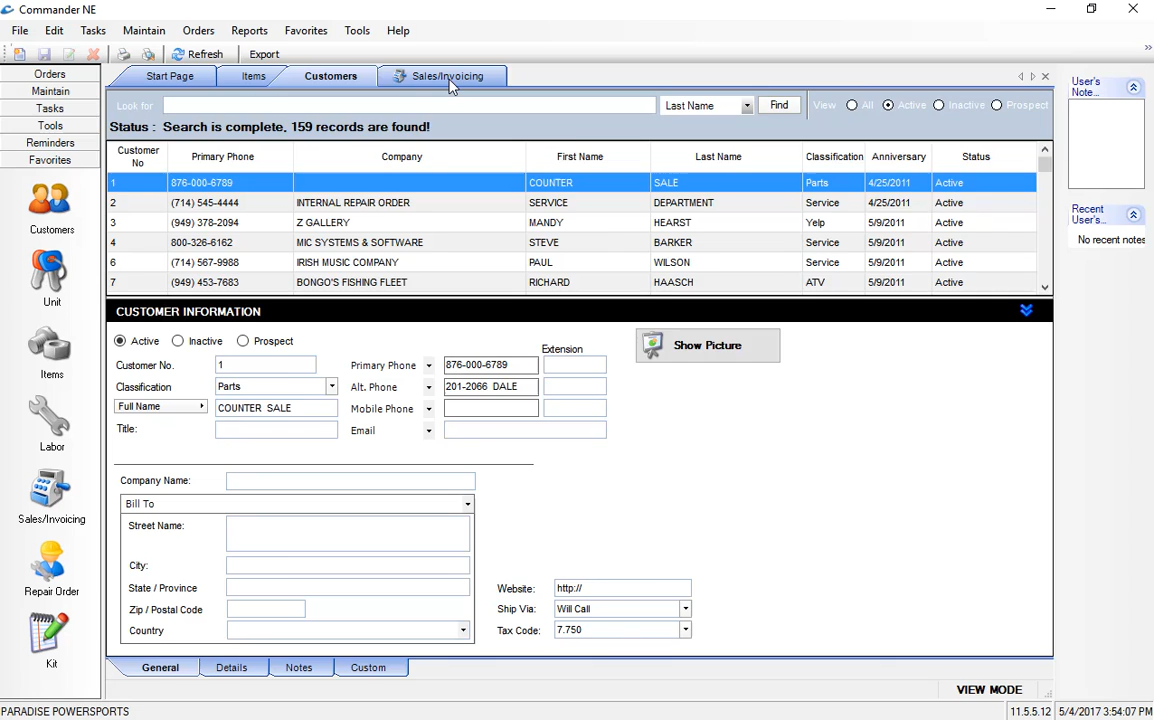 Commander NE
File Edit Tasks Maintain Orders Reports Favorites Tools Help
Refresh Export
Orders
Maintain
Tasks
Tools
Reminders
Favorites
Customers
Unit
Items
Labor
Sales/Invoicing
Repair Order
Kit
Start Page Items Customers Sales/Invoicing
Look for Last Name Find View All Active Inactive Prospect
Status : Search is complete, 159 records are found!
Customer No Primary Phone Company First Name Last Name Classification Anniversary Status
1 876-000-6789 COUNTER SALE Parts 4/25/2011 Active
2 (714) 545-4444 INTERNAL REPAIR ORDER SERVICE DEPARTMENT Service 4/25/2011 Active
3 (949) 378-2094 Z GALLERY MANDY HEARST Yelp 5/9/2011 Active
4 800-326-6162 MIC SYSTEMS & SOFTWARE STEVE BARKER Service 5/9/2011 Active
6 (714) 567-9988 IRISH MUSIC COMPANY PAUL WILSON Service 5/9/2011 Active
7 (949) 453-7683 BONGO'S FISHING FLEET RICHARD HAASCH ATV 5/9/2011 Active
CUSTOMER INFORMATION
Active Inactive Prospect
Extension
Show Picture
Customer No. 1 Primary Phone 876-000-6789
Classification Parts Alt. Phone 201-2066 DALE
Full Name COUNTER SALE Mobile Phone
Title: Email
Company Name:
Bill To
Street Name:
City:
State / Province
Zip / Postal Code
Country
Website: http://
Ship Via: Will Call
Tax Code: 7.750
General Details Notes Custom
VIEW MODE
User's Note...
Recent User's...
No recent notes
PARADISE POWERSPORTS 11.5.5.12 5/4/2017 3:54:07 PM